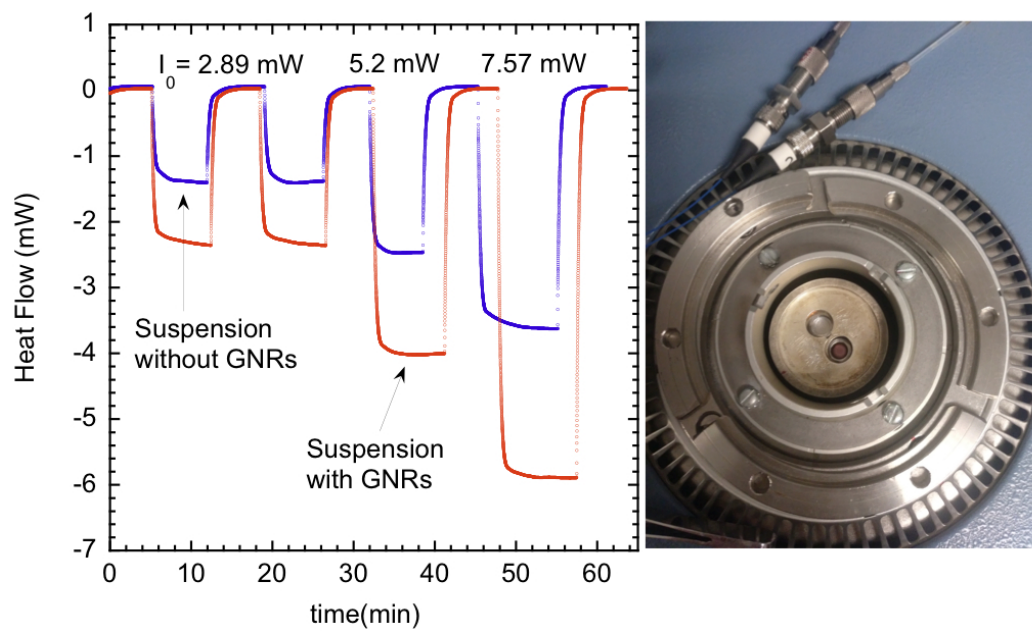 1
0
-1
-2
-3
-4
-5
-6
-7
Heat Flow (mW)
I0 = 2.89 mW
5.2 mW
7.57 mW
Suspension
without GNRs
Suspension
with GNRs
0
10
20
30
40
50
60
time(min)